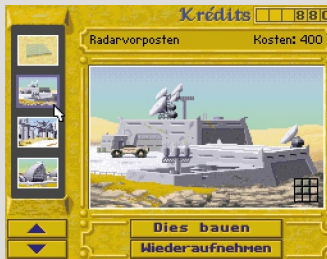 Krédits 880
Radarvorposten Kosten: 400
Dies bauen
Wiederaufnehmen